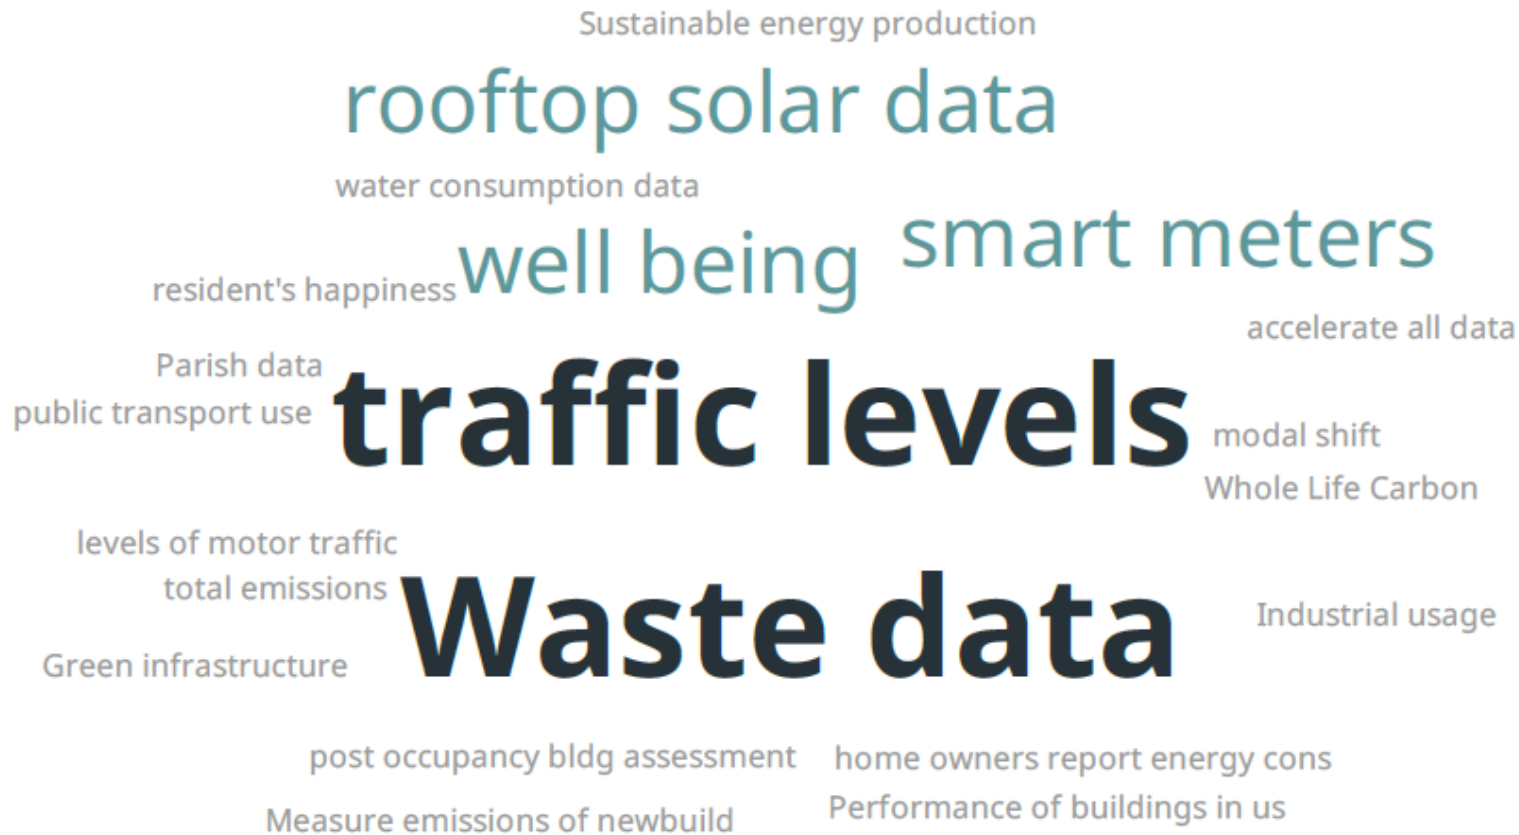 Sustainable energy production
rooftop solar data
water consumption data
smart meters
well being
resident's happiness
accelerate all data
Parish data
traffic levels
public transport use
modal shift
Whole Life Carbon
levels of motor traffic
total emissions
Waste data
Industrial usage
Green infrastructure
post occupancy bldg assessment
home owners report energy cons
Performance of buildings in us
Measure emissions of newbuild